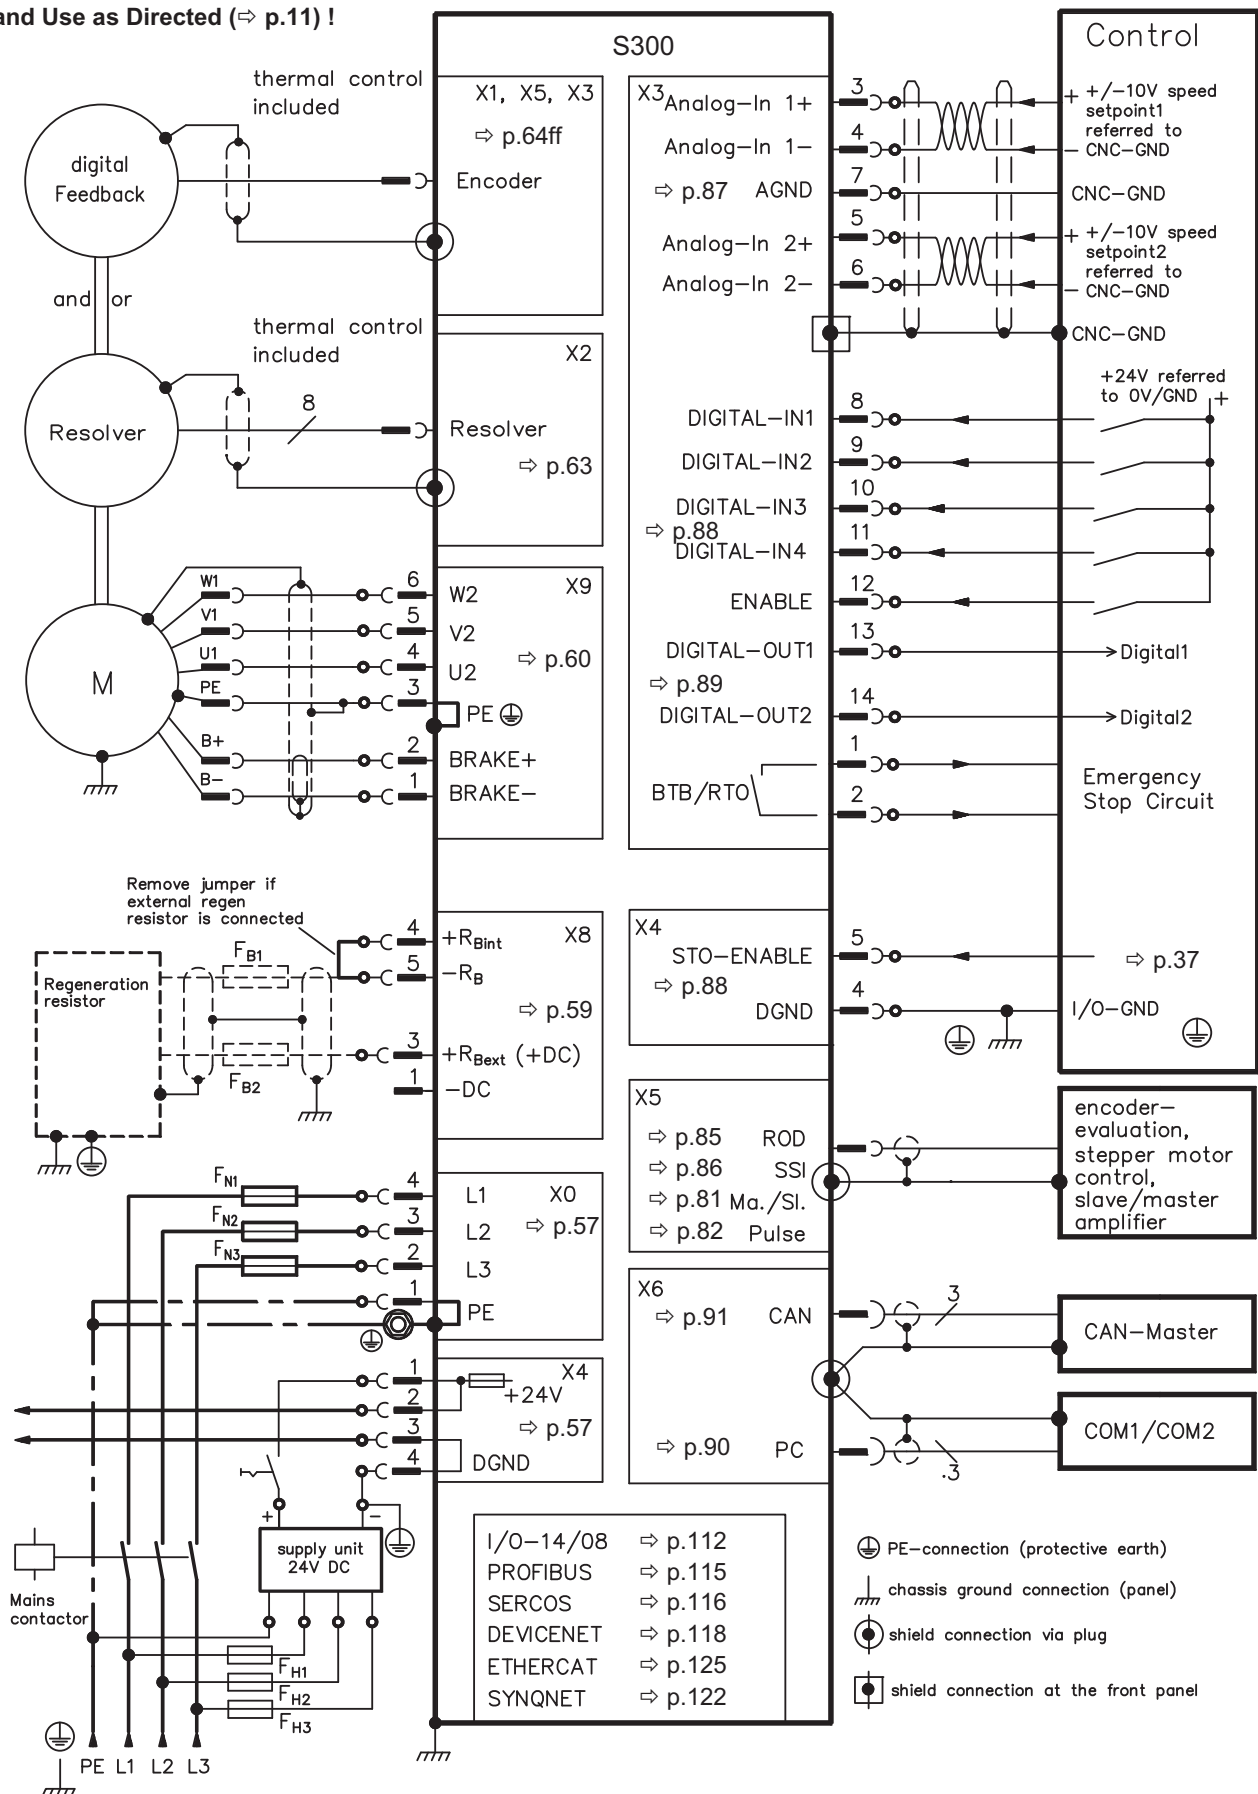 and Use as Directed (⇨ p.11) !
S300
Control
thermal control
included
digital
Feedback
X1, X5, X3
⇨ p.64ff
Encoder
and or
thermal control
included
X2
8
Resolver
Resolver
⇨ p.63
W1
V1
U1
PE
B+
B-
M
6
5
4
3
2
1
X9
W2
V2
U2
⇨ p.60
PE
BRAKE+
BRAKE-
Remove jumper if
external regen
resistor is connected
Regeneration
resistor
FB1
FB2
4
5
3
1
X8
+RBint
-RB
⇨ p.59
+RBext (+DC)
-DC
FN1
FN2
FN3
4
3
2
1
L1
X0
L2
⇨ p.57
L3
PE
1
2
3
4
X4
+24V
⇨ p.57
DGND
+
-
supply unit
24V DC
Mains
contactor
FH1
FH2
FH3
PE L1 L2 L3
X3
Analog-In 1+
3
Analog-In 1-
4
⇨ p.87
AGND
7
Analog-In 2+
5
Analog-In 2-
6
+ +/-10V speed
setpoint1
referred to
- CNC-GND
CNC-GND
+ +/-10V speed
setpoint2
referred to
- CNC-GND
CNC-GND
+24V referred
to 0V/GND
+
DIGITAL-IN1
8
DIGITAL-IN2
9
DIGITAL-IN3
10
⇨ p.88
DIGITAL-IN4
11
ENABLE
12
DIGITAL-OUT1
13
Digital1
⇨ p.89
DIGITAL-OUT2
14
Digital2
BTB/RTO
1
2
Emergency
Stop Circuit
X4
STO-ENABLE
5
⇨ p.37
⇨ p.88
DGND
4
I/O-GND
X5
⇨ p.85 ROD
⇨ p.86 SSI
⇨ p.81 Ma./Sl.
⇨ p.82 Pulse
encoder-
evaluation,
stepper motor
control,
slave/master
amplifier
X6
⇨ p.91 CAN
3
CAN-Master
⇨ p.90 PC
.3
COM1/COM2
I/O-14/08 ⇨ p.112
PROFIBUS ⇨ p.115
SERCOS ⇨ p.116
DEVICENET ⇨ p.118
ETHERCAT ⇨ p.125
SYNQNET ⇨ p.122
PE-connection (protective earth)
chassis ground connection (panel)
shield connection via plug
shield connection at the front panel